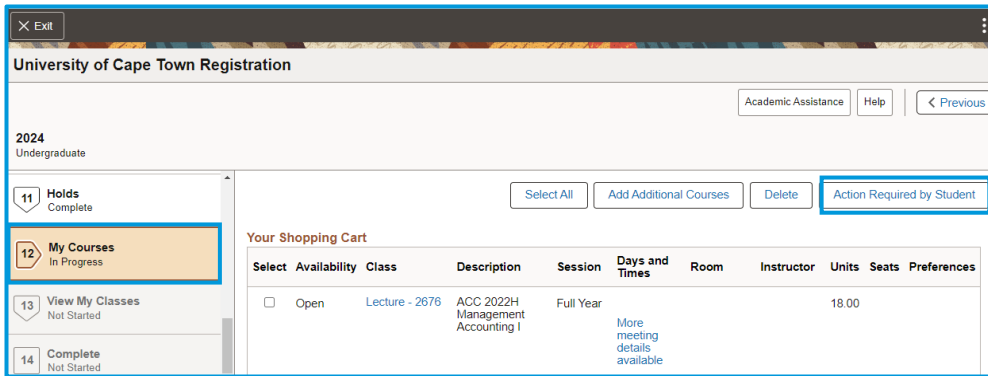 Exit
University of Cape Town Registration
Academic Assistance Help Previous
2024
Undergraduate
11 Holds
Complete
12 My Courses
In Progress
13 View My Classes
Not Started
14 Complete
Not Started
Select All Add Additional Courses Delete Action Required by Student
Your Shopping Cart
Select Availability Class Description Session Days and Times Room Instructor Units Seats Preferences
Open Lecture - 2676 ACC 2022H Full Year 18.00
Management
Accounting I
More
meeting
details
available